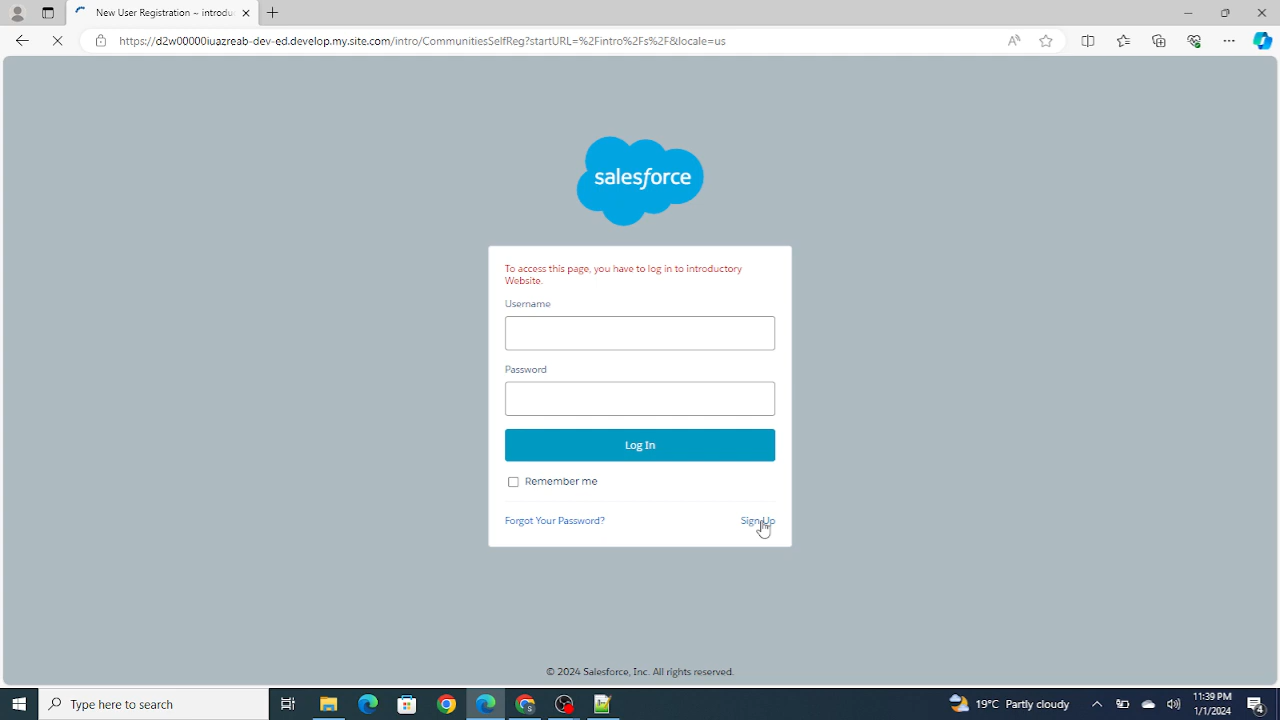 New User Registration ~ introdu
https://d2w00000iuazreab-dev-ed.develop.my.site.com/intro/CommunitiesSelfReg?startURL=%2Fintro%2Fs%2F&locale=us
salesforce
To access this page, you have to log in to introductory
Website.
Username
Password
Log In
Remember me
Forgot Your Password? Sign Up
© 2024 Salesforce, Inc. All rights reserved.
Type here to search
19°C Partly cloudy
11:39 PM
1/1/2024
4